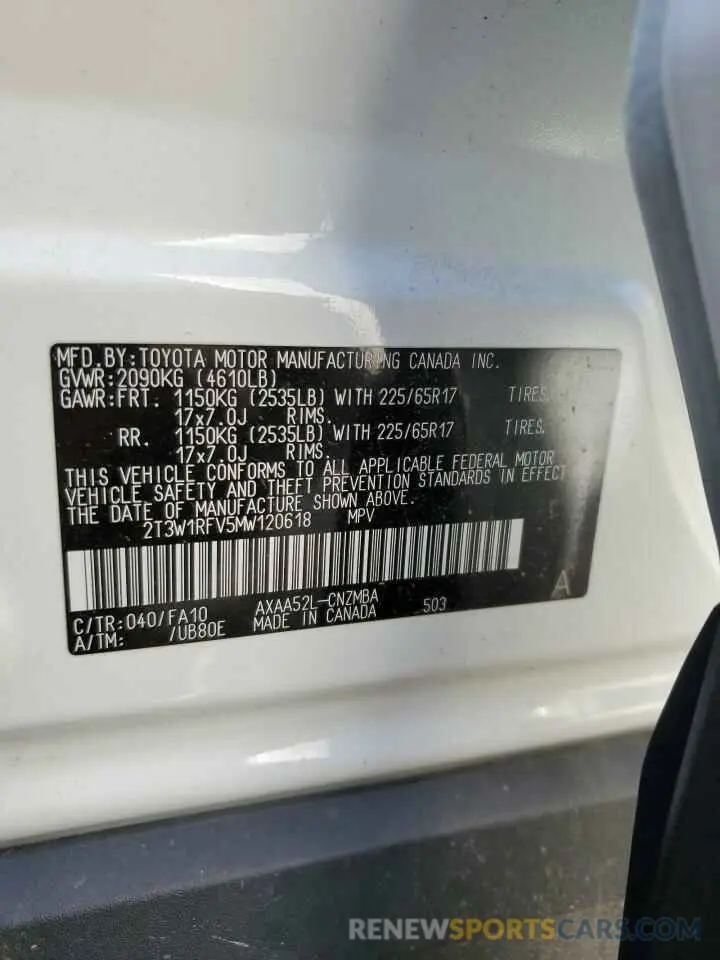 MFD.BY:TOYOTA MOTOR MANUFACTURING CANADA INC.
GVWR:2090KG (4610LB)
GAWR:FRT. 1150KG (2535LB) WITH 225/65R17 TIRES,
17x7.0J RIMS.
RR. 1150KG (2535LB) WITH 225/65R17 TIRES,
17x7.0J RIMS.
THIS VEHICLE CONFORMS TO ALL APPLICABLE FEDERAL MOTOR
VEHICLE SAFETY AND THEFT PREVENTION STANDARDS IN EFFECT
THE DATE OF MANUFACTURE SHOWN ABOVE.
2T3W1RFV5MW120618 MPV
C/TR:040/FA10 AXAA52L-CNZMBA 503 A
A/TM: /UB80E MADE IN CANADA
RENEWSPORTSCARS.COM